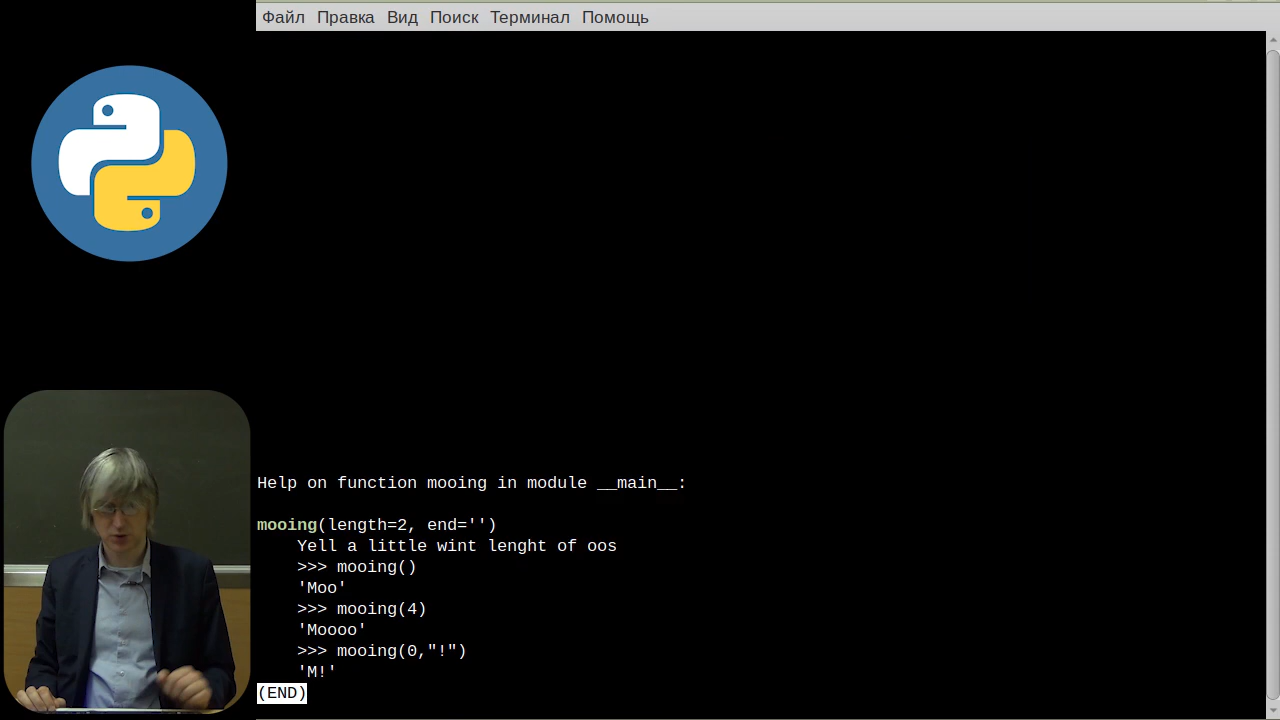 Файл Правка Вид Поиск Терминал Помощь
Help on function mooing in module __main__:
mooing(length=2, end='')
Yell a little wint lenght of oos
>>> mooing()
'Moo'
>>> mooing(4)
'Moooo'
>>> mooing(0,"!")
'M!'
(END)